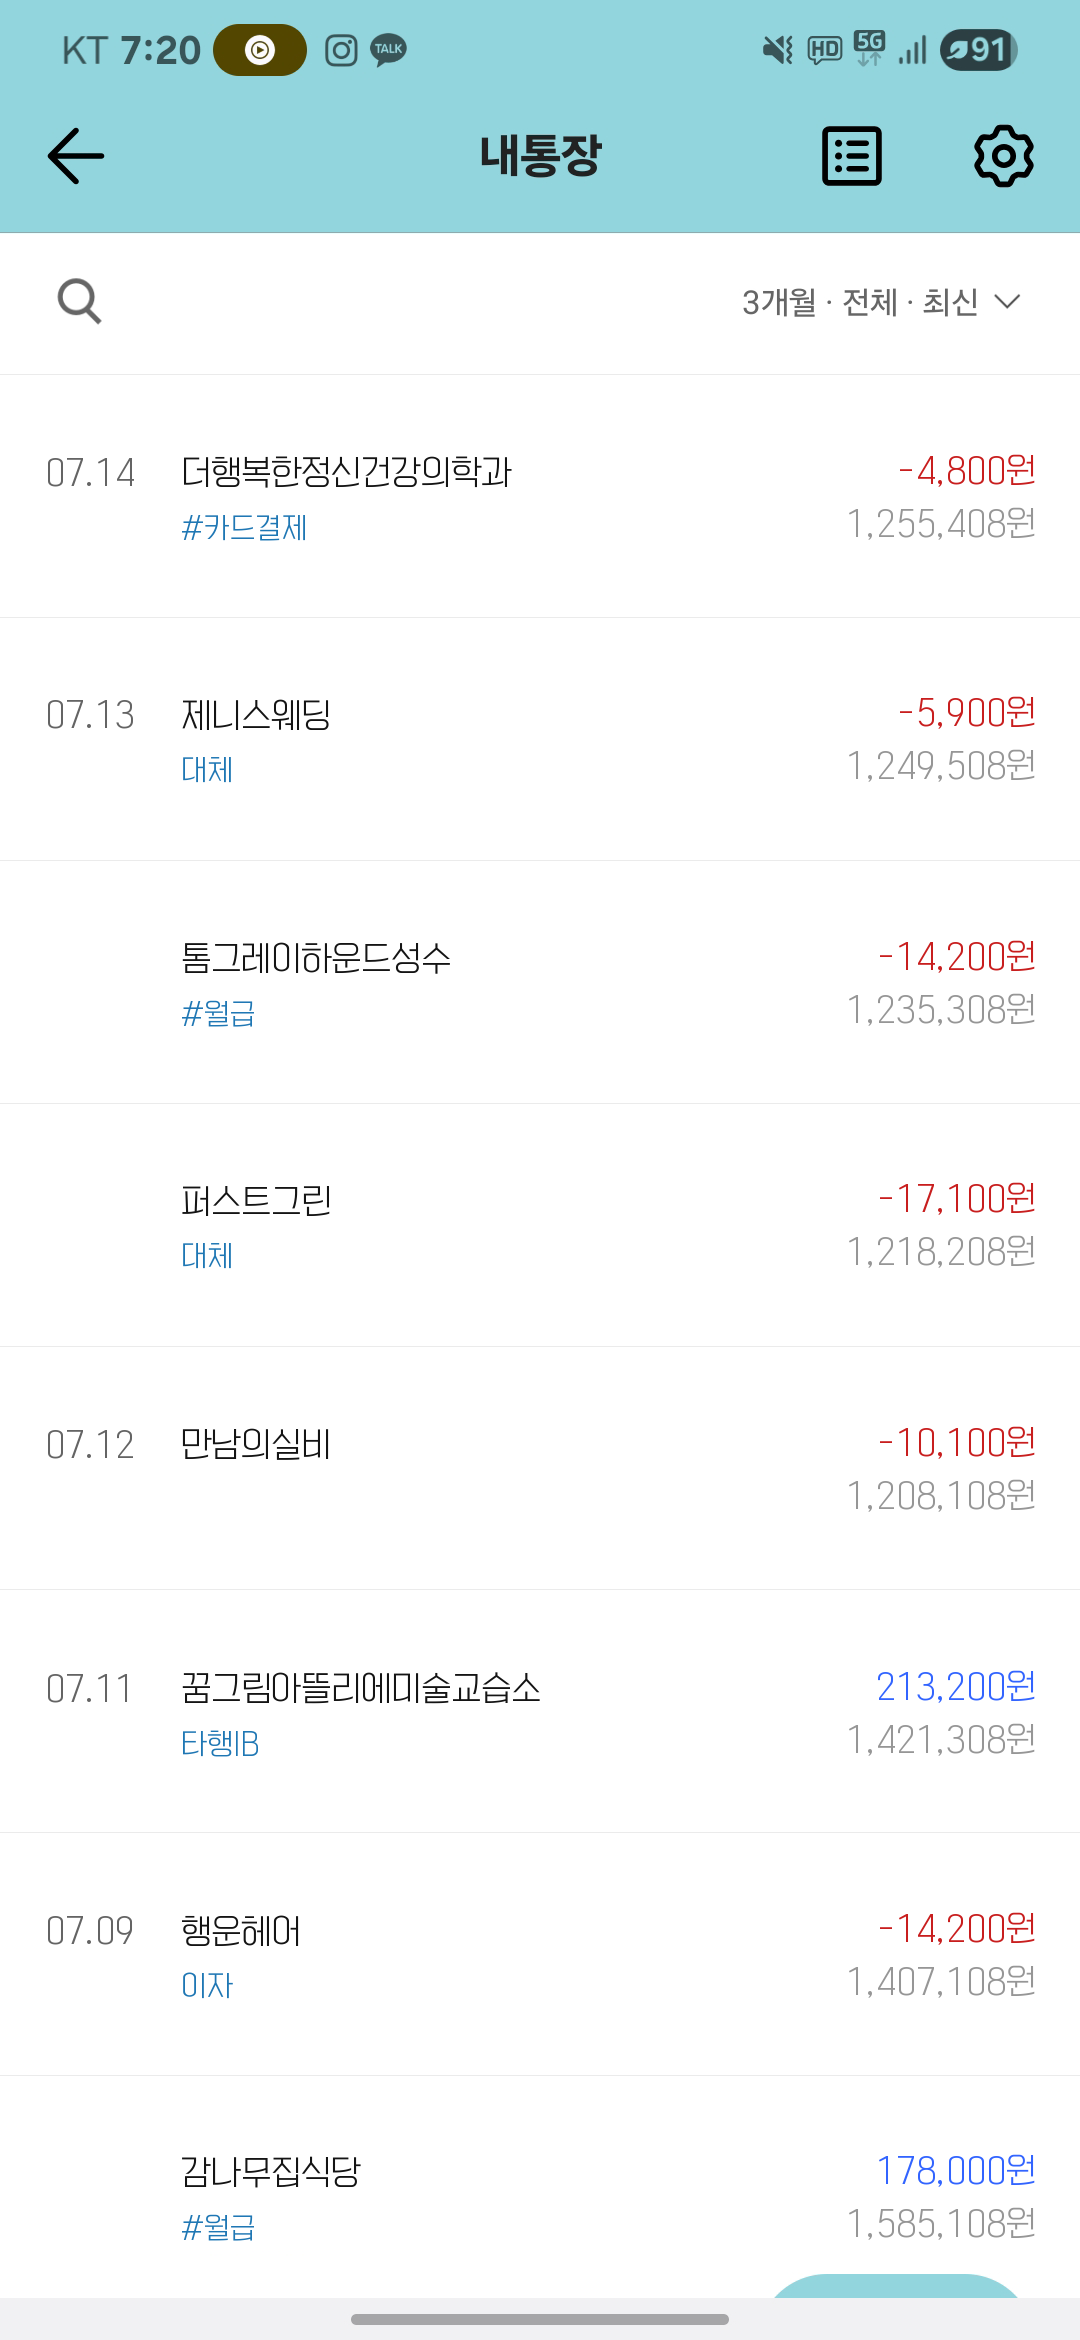 KT 7:20 TALK HD 5G 91
내통장
3개월 · 전체 · 최신
07.14 더행복한정신건강의학과 -4,800원
#카드결제 1,255,408원
07.13 제니스웨딩 -5,900원
대체 1,249,508원
톰그레이하운드성수 -14,200원
#월급 1,235,308원
퍼스트그린 -17,100원
대체 1,218,208원
07.12 만남의실비 -10,100원
1,208,108원
07.11 꿈그림아뜰리에미술교습소 213,200원
타행IB 1,421,308원
07.09 행운헤어 -14,200원
이자 1,407,108원
감나무집식당 178,000원
#월급 1,585,108원